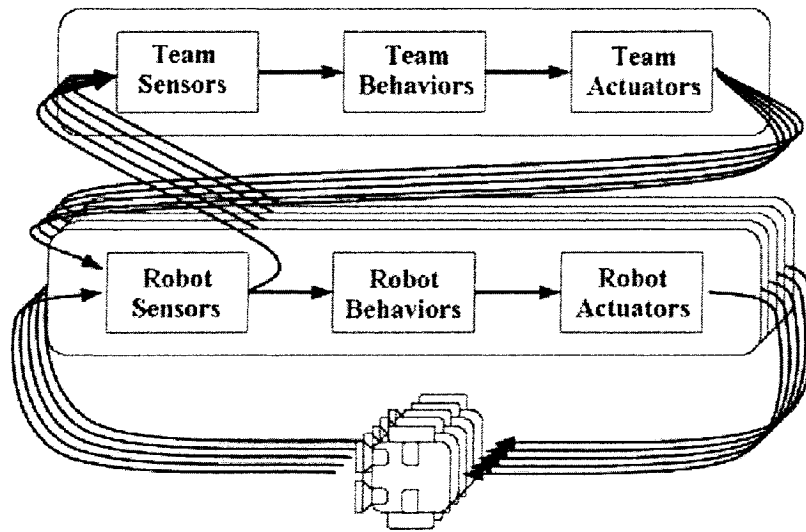 Team
Sensors
Team
Behaviors
Team
Actuators
Robot
Sensors
Robot
Behaviors
Robot
Actuators